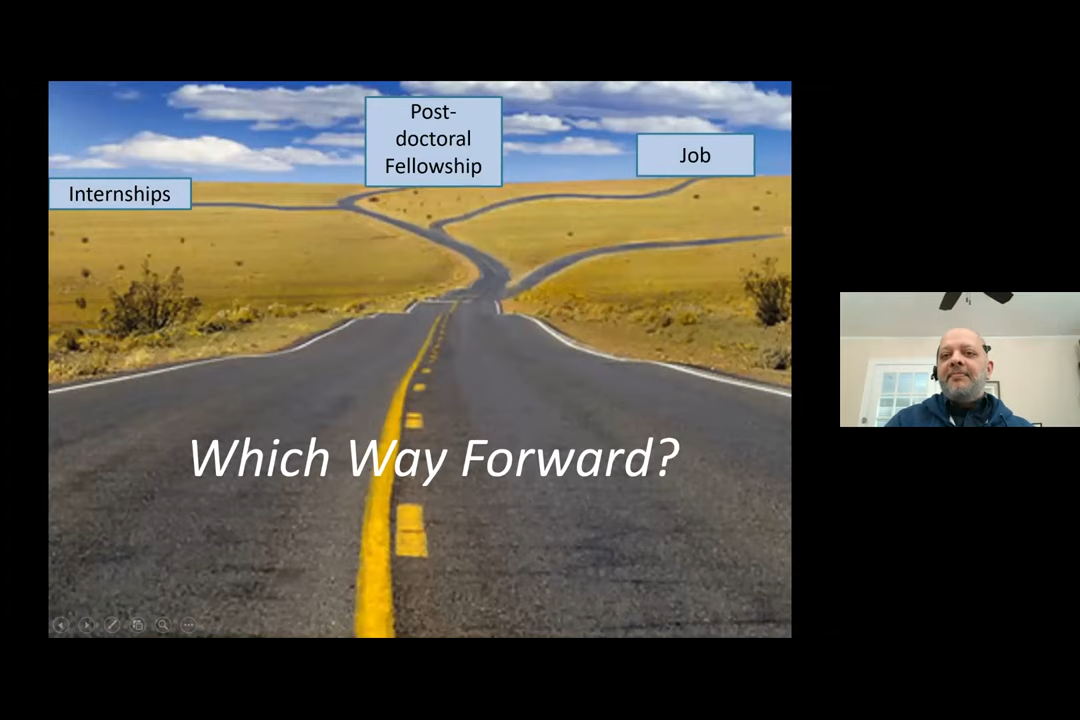 Post-
doctoral
Fellowship
Job
Internships
Which Way Forward?